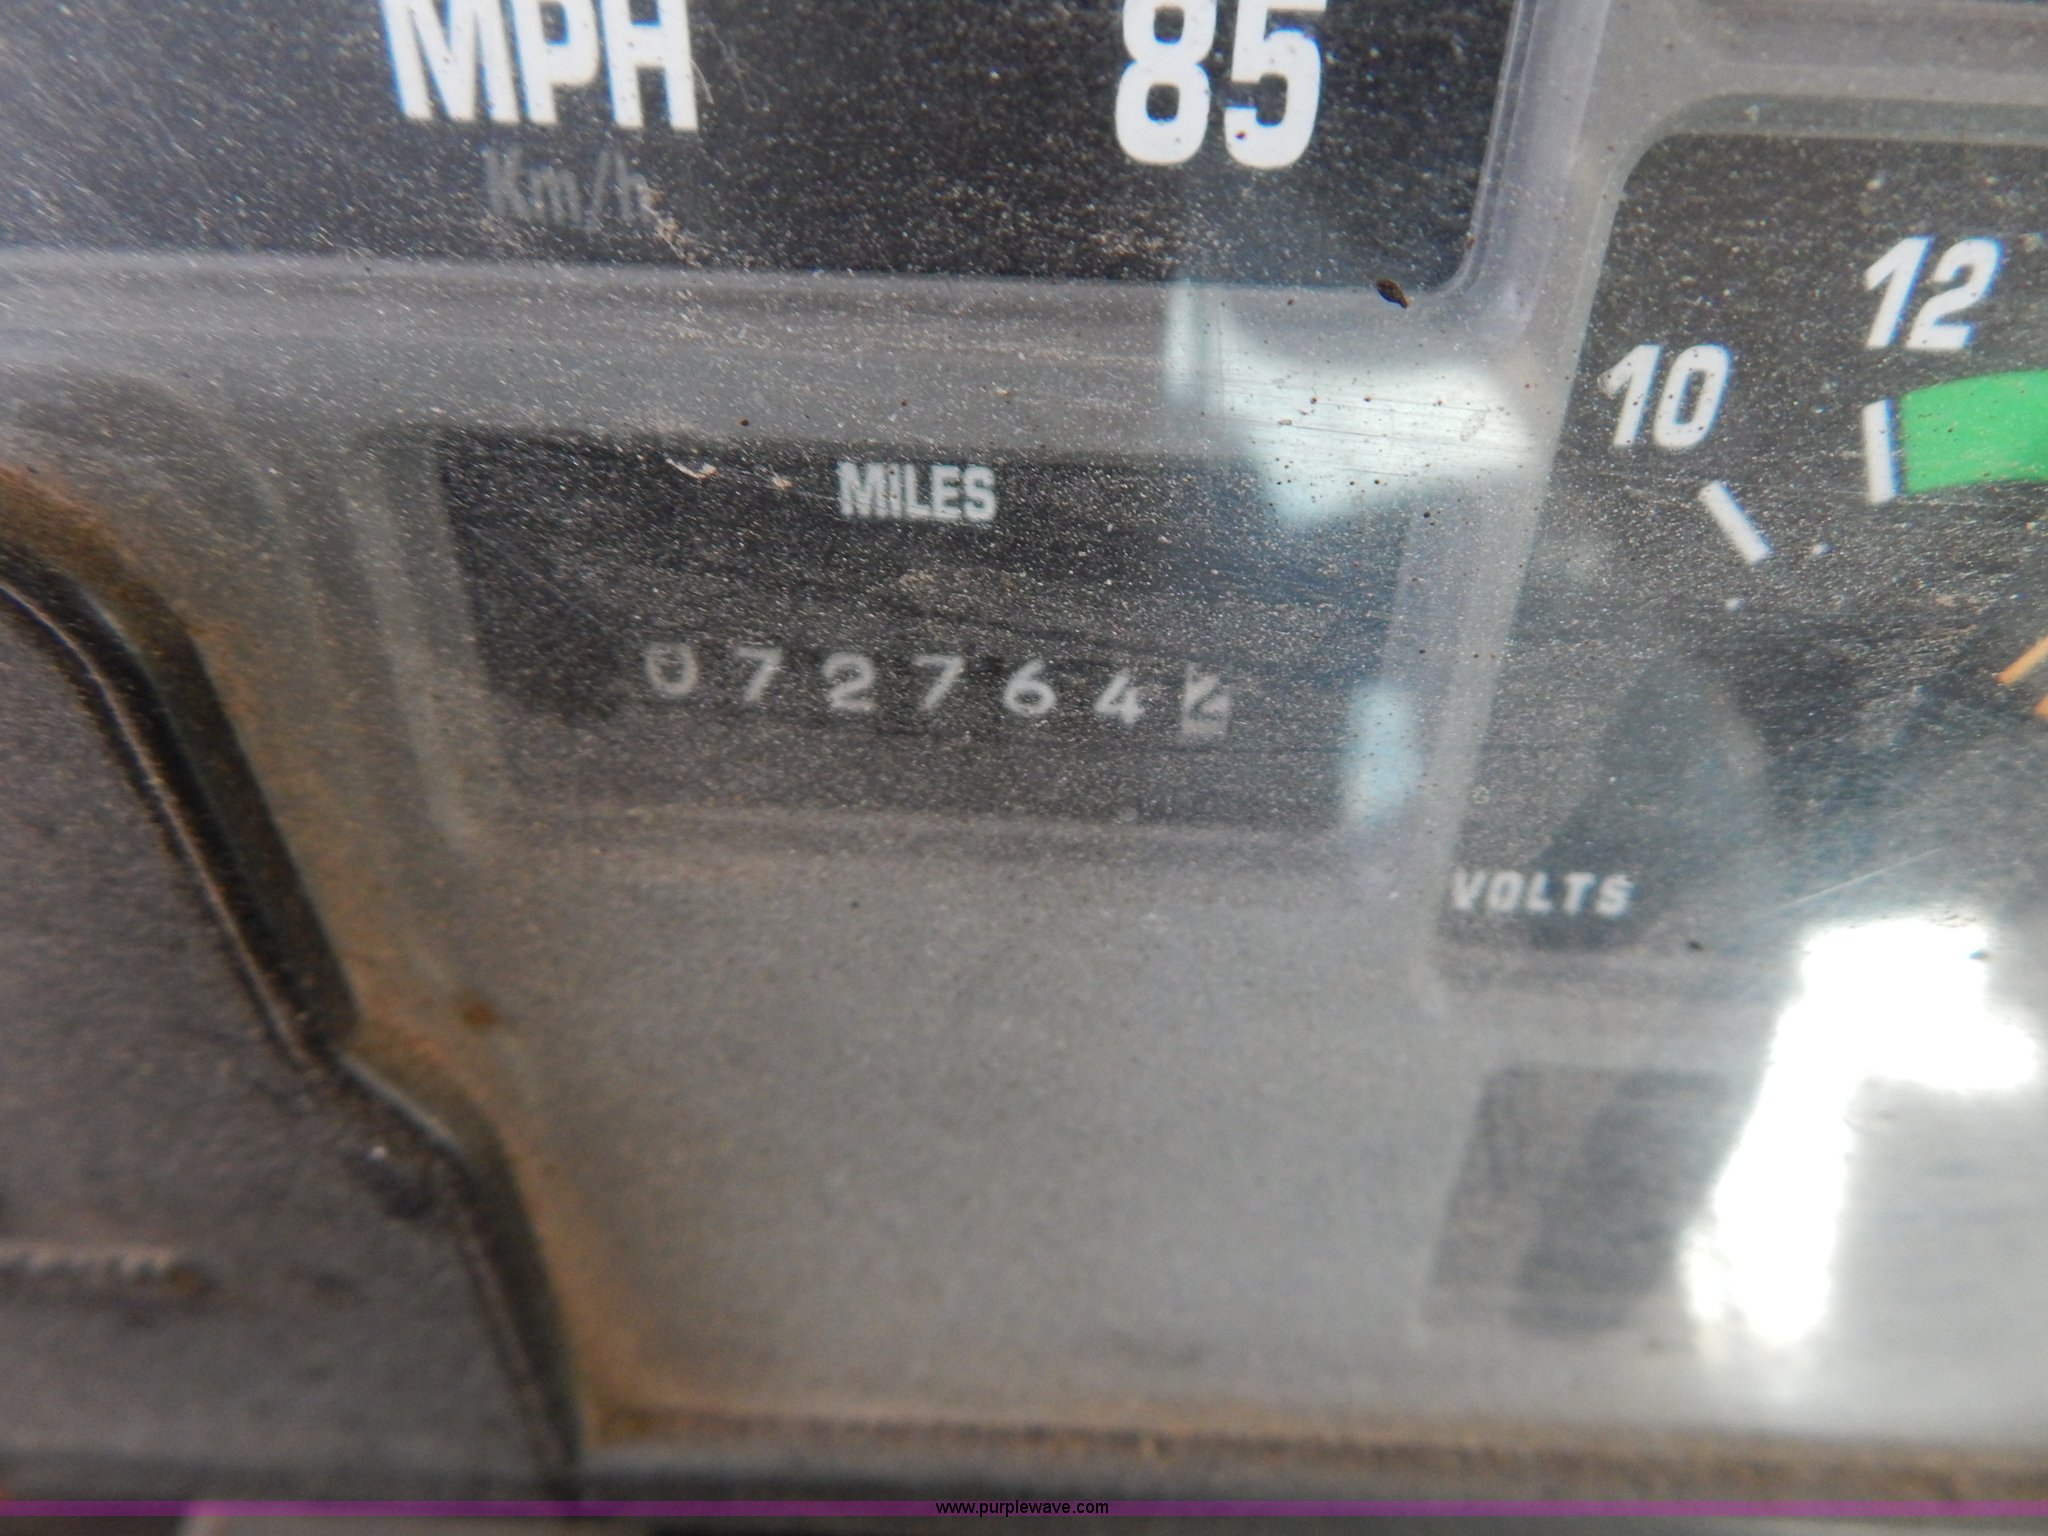 MPH 85
Km/h
12
10
MILES
072764
VOLTS
www.purplewave.com